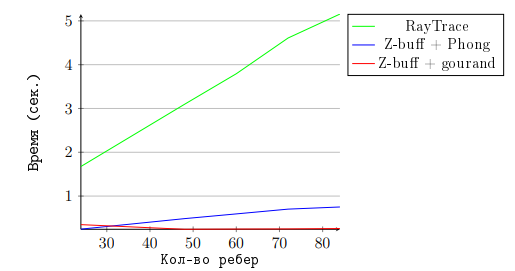 5
4
3
2
1
Время (сек.)
30 40 50 60 70 80
Кол-во ребер
RayTrace
Z-buff + Phong
Z-buff + gourand